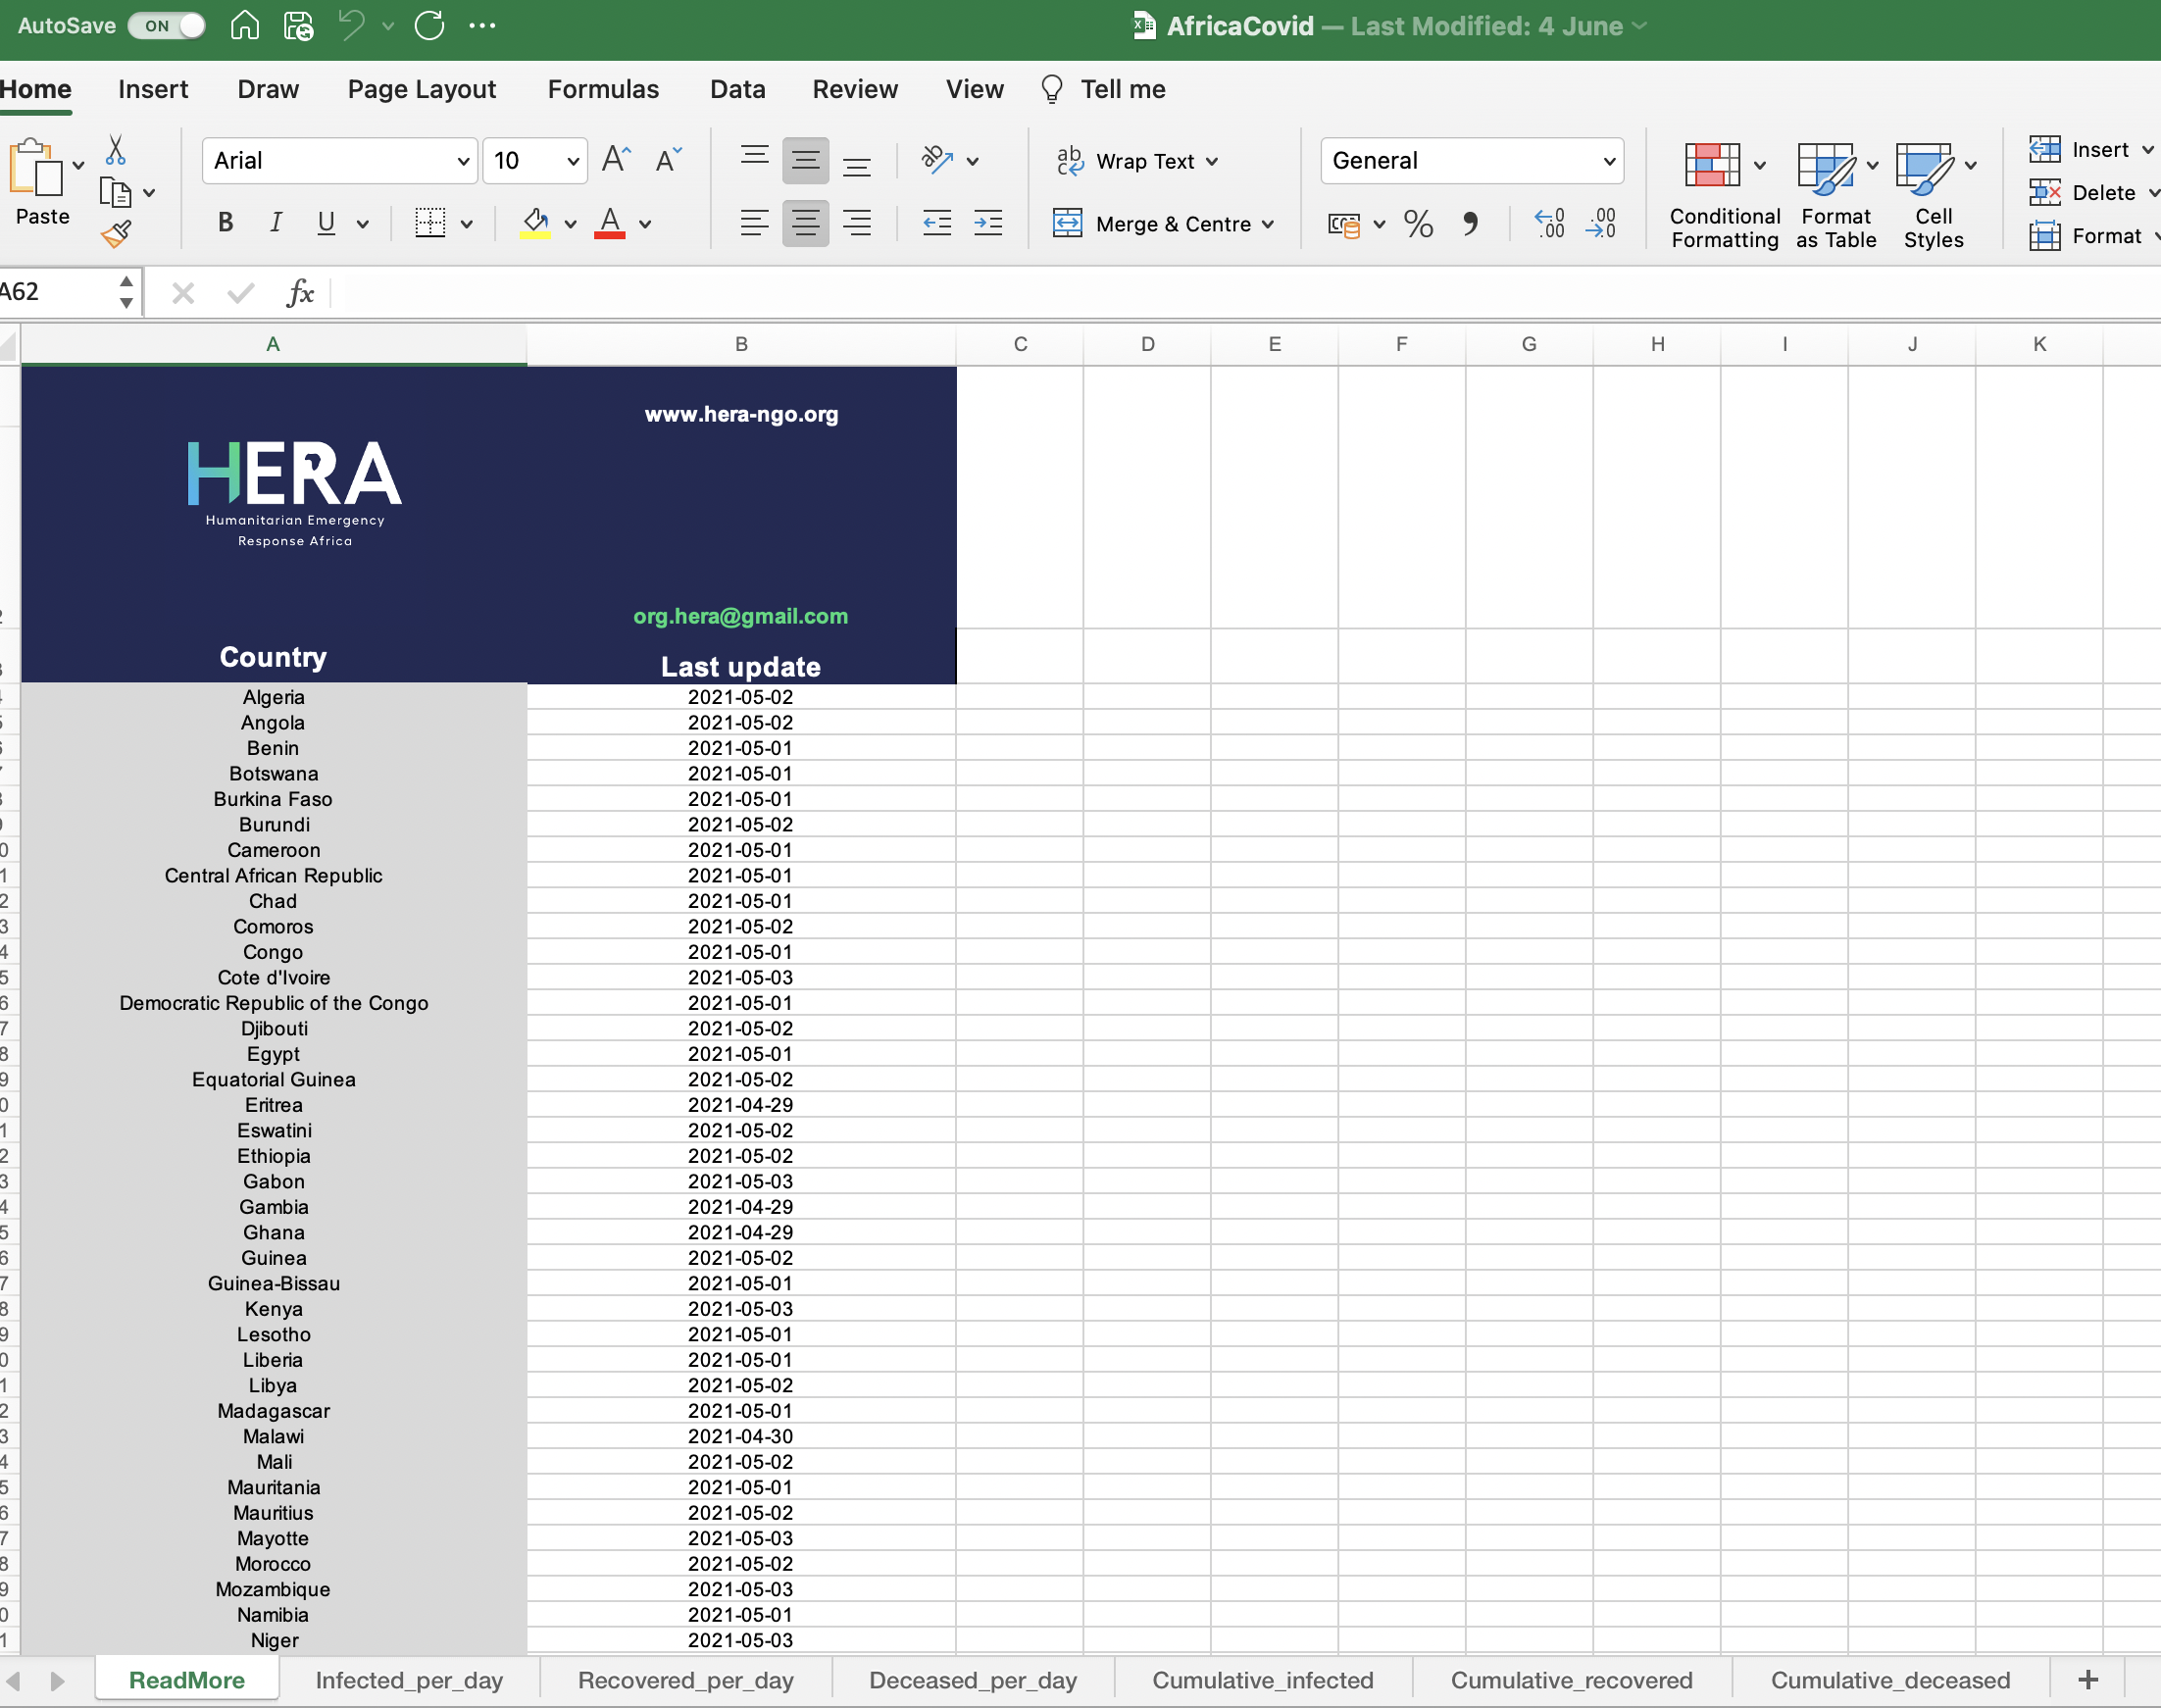 AutoSave ON AfricaCovid — Last Modified: 4 June
Home Insert Draw Page Layout Formulas Data Review View Tell me
Paste
Arial 10
Wrap Text
Merge & Centre
General
Conditional Formatting
Format as Table
Cell Styles
Insert
Delete
Format
A62 fx
A B C D E F G H I J K
www.hera-ngo.org
HERA
Humanitarian Emergency
Response Africa
org.hera@gmail.com
Country Last update
Algeria 2021-05-02
Angola 2021-05-02
Benin 2021-05-01
Botswana 2021-05-01
Burkina Faso 2021-05-01
Burundi 2021-05-02
Cameroon 2021-05-01
Central African Republic 2021-05-01
Chad 2021-05-01
Comoros 2021-05-02
Congo 2021-05-01
Cote d'Ivoire 2021-05-03
Democratic Republic of the Congo 2021-05-01
Djibouti 2021-05-02
Egypt 2021-05-01
Equatorial Guinea 2021-05-02
Eritrea 2021-04-29
Eswatini 2021-05-02
Ethiopia 2021-05-02
Gabon 2021-05-03
Gambia 2021-04-29
Ghana 2021-04-29
Guinea 2021-05-02
Guinea-Bissau 2021-05-01
Kenya 2021-05-03
Lesotho 2021-05-01
Liberia 2021-05-01
Libya 2021-05-02
Madagascar 2021-05-01
Malawi 2021-04-30
Mali 2021-05-02
Mauritania 2021-05-01
Mauritius 2021-05-02
Mayotte 2021-05-03
Morocco 2021-05-02
Mozambique 2021-05-03
Namibia 2021-05-01
Niger 2021-05-03
ReadMore Infected_per_day Recovered_per_day Deceased_per_day Cumulative_infected Cumulative_recovered Cumulative_deceased +